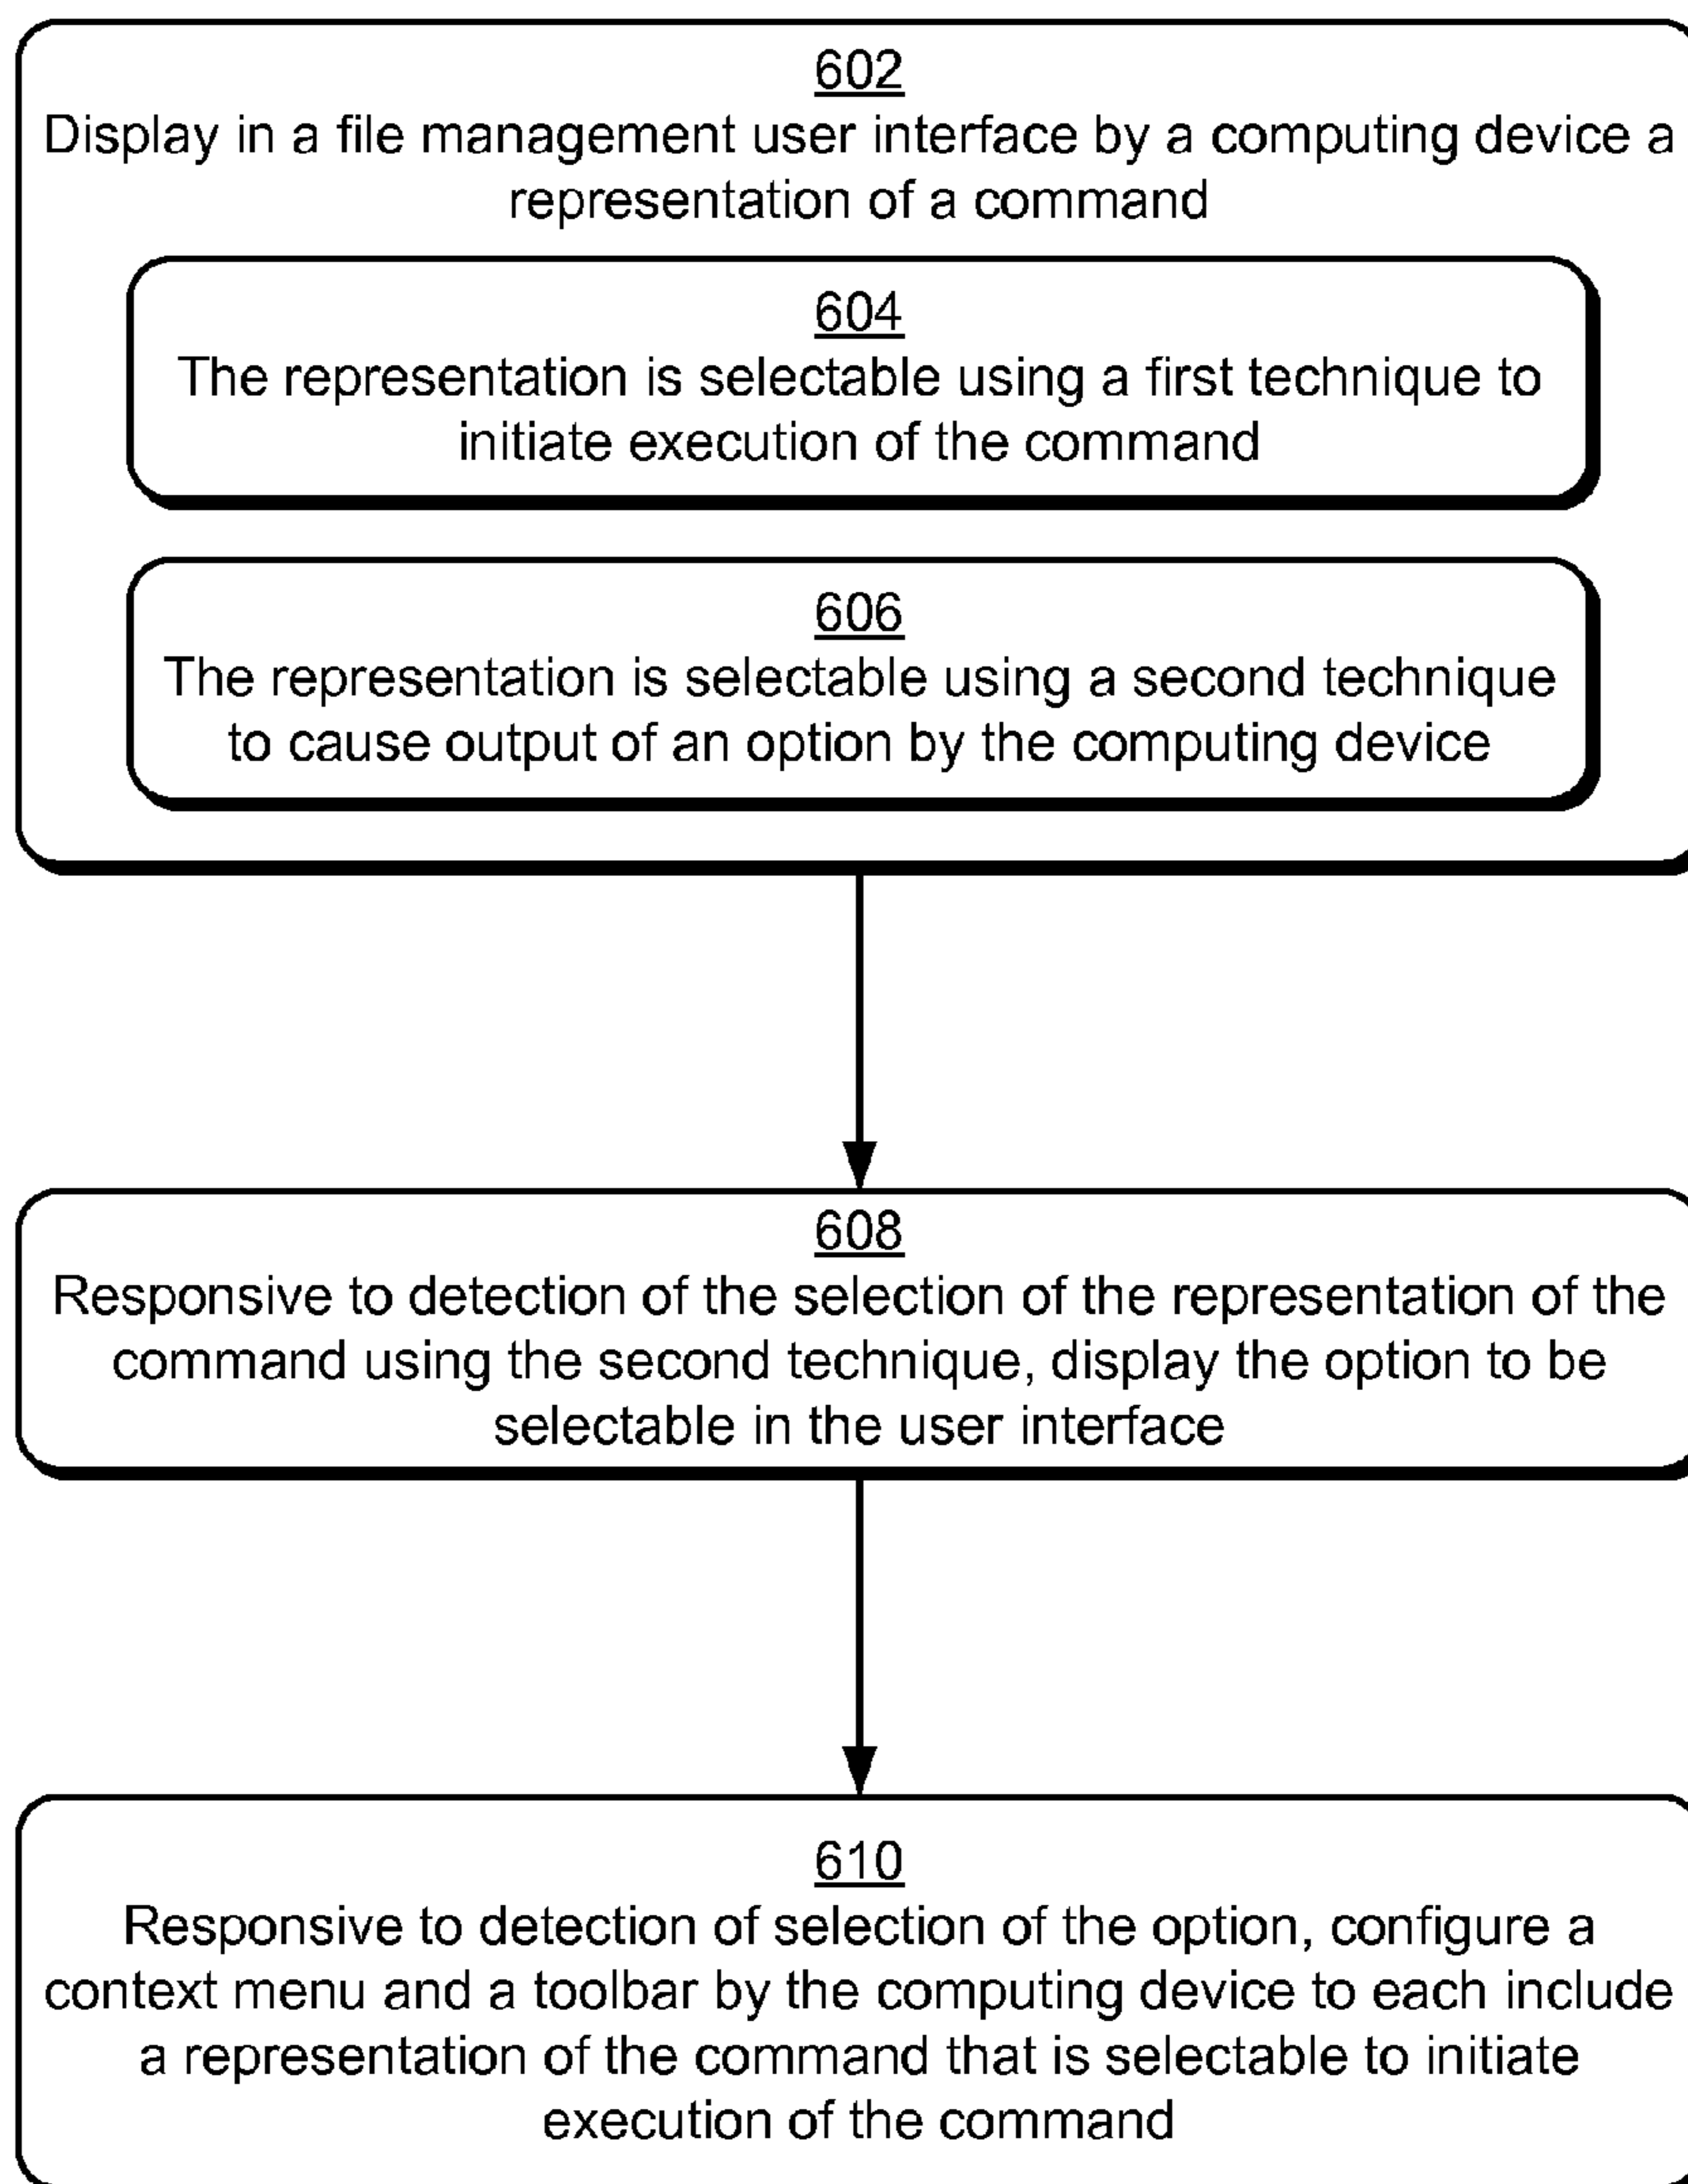 602
Display in a file management user interface by a computing device a
representation of a command
604
The representation is selectable using a first technique to
initiate execution of the command
606
The representation is selectable using a second technique
to cause output of an option by the computing device
608
Responsive to detection of the selection of the representation of the
command using the second technique, display the option to be
selectable in the user interface
610
Responsive to detection of selection of the option, configure a
context menu and a toolbar by the computing device to each include
a representation of the command that is selectable to initiate
execution of the command